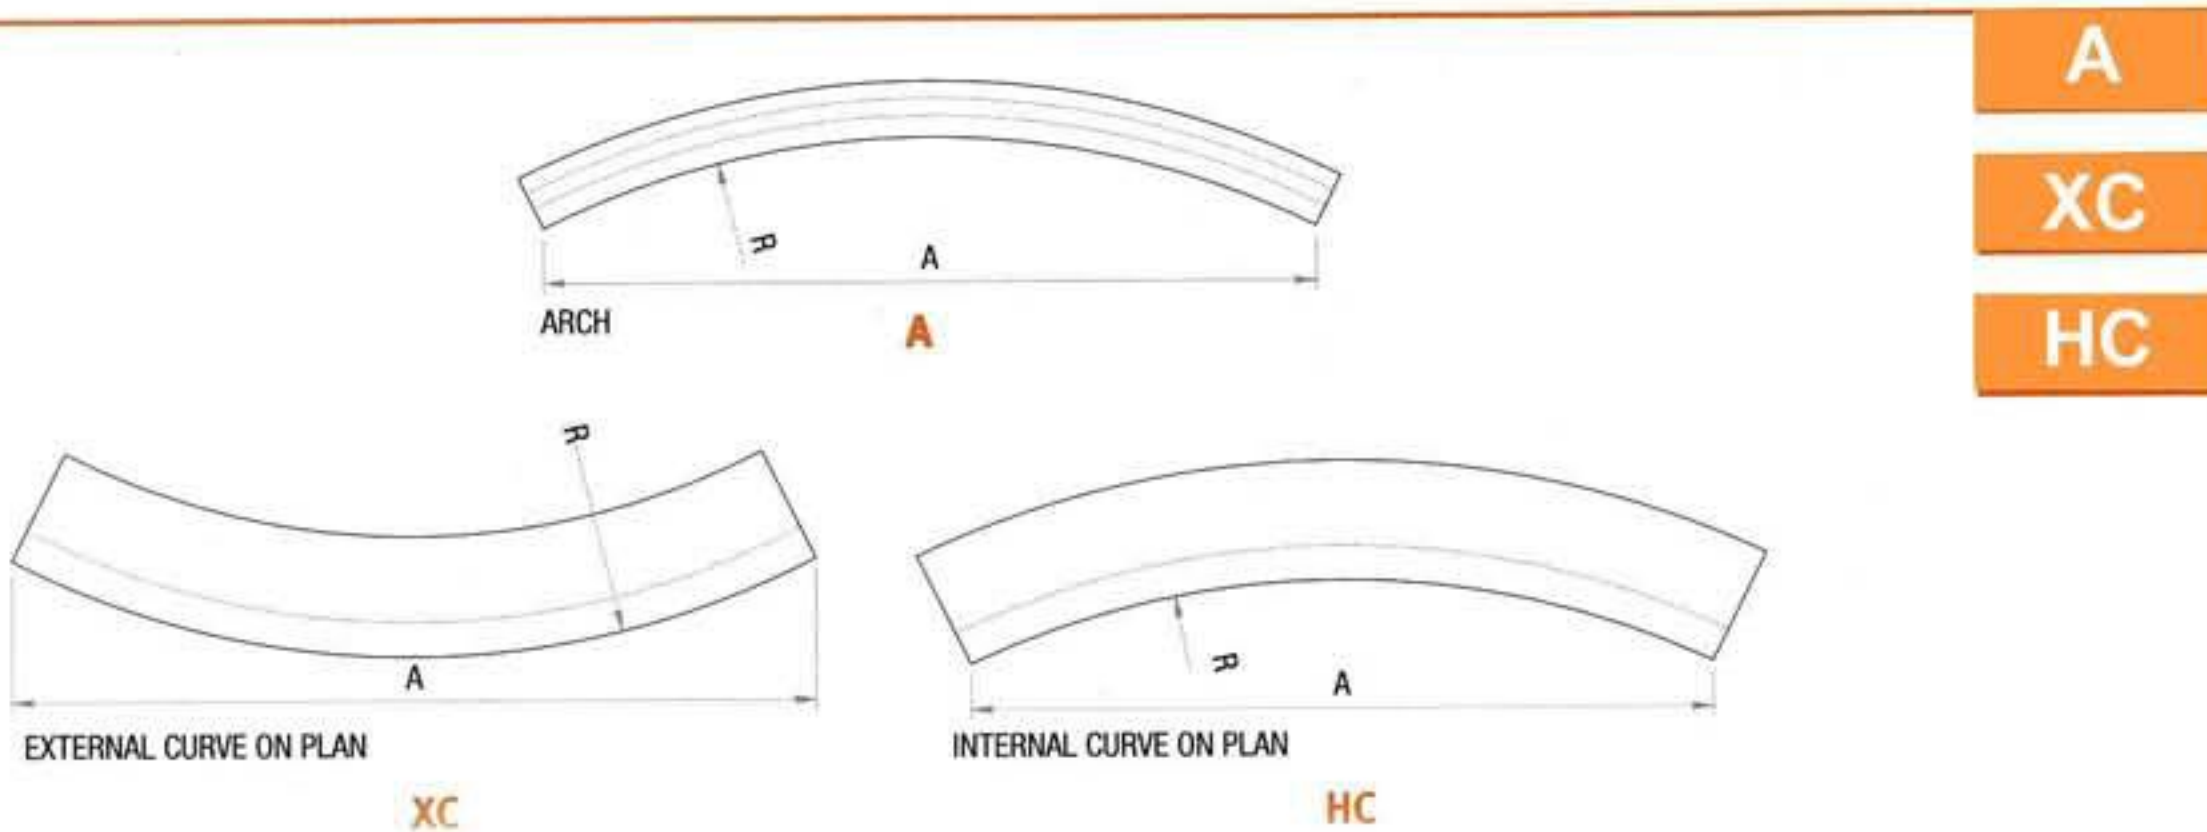 A
XC
HC
R
A
ARCH
A
R
A
EXTERNAL CURVE ON PLAN
XC
R
A
INTERNAL CURVE ON PLAN
HC